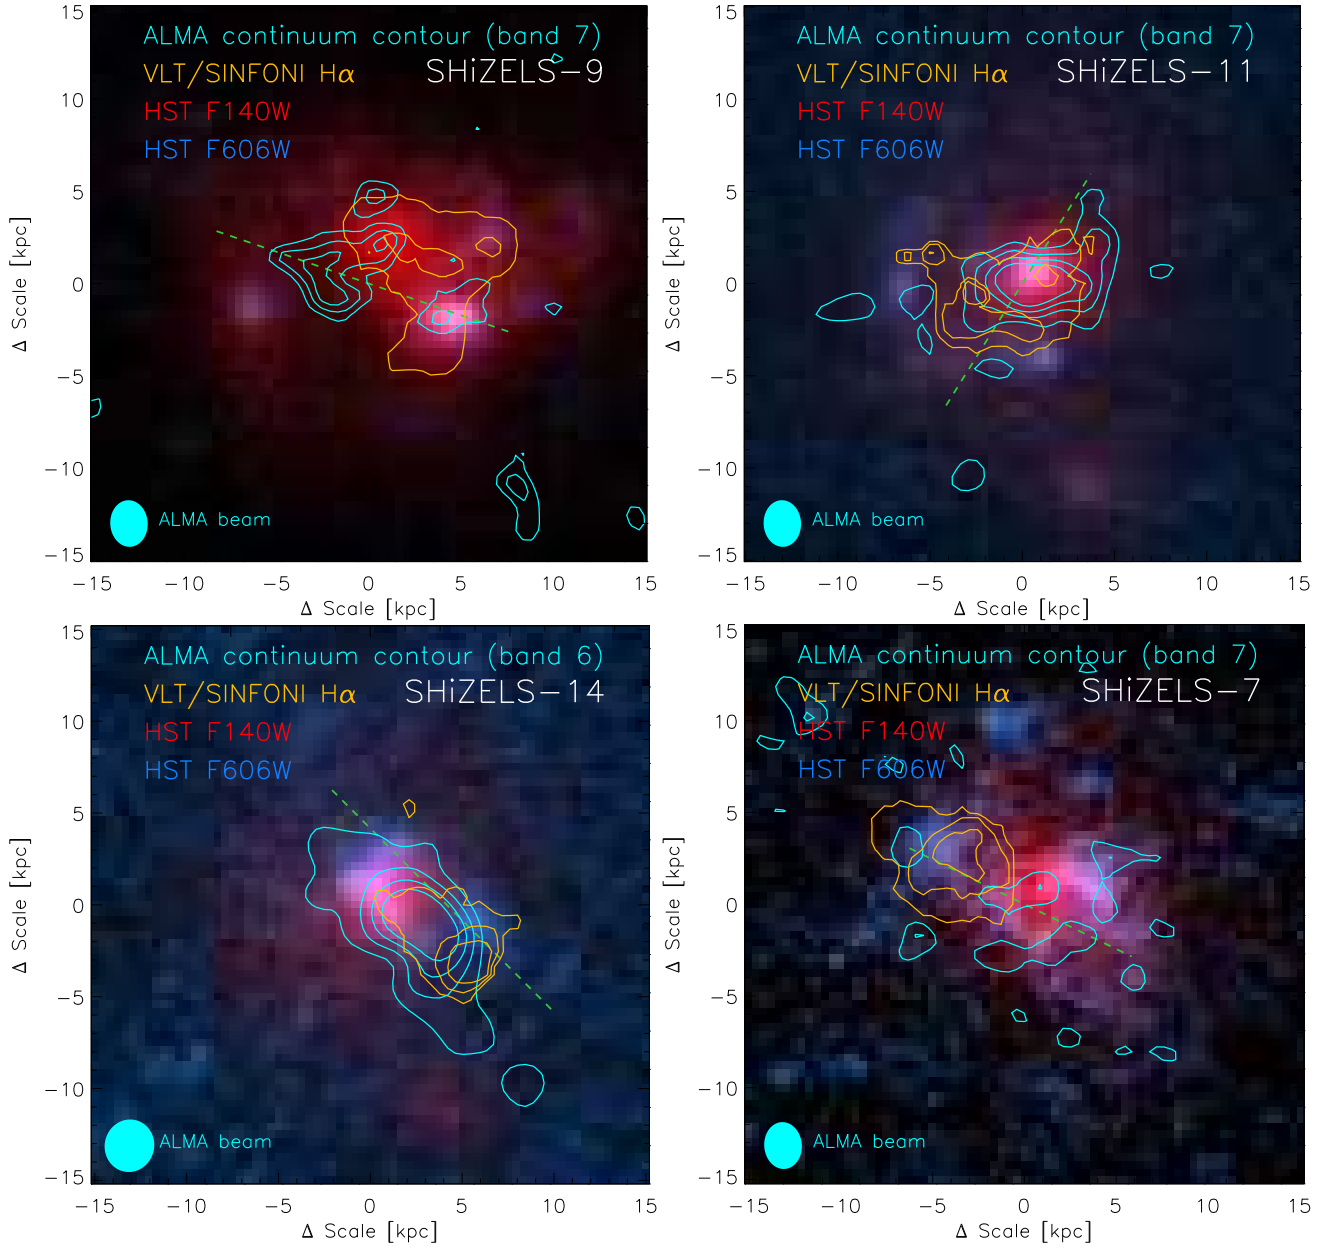 ALMA continuum contour (band 7)
VLT/SINFONI Hα
SHiZELS−9
HST F140W
HST F606W
ALMA beam
15
10
5
0
−5
−10
−15
Δ Scale [kpc]
−15 −10 −5 0 5 10 15
Δ Scale [kpc]
ALMA continuum contour (band 7)
VLT/SINFONI Hα
SHiZELS−11
HST F140W
HST F606W
ALMA beam
15
10
5
0
−5
−10
−15
Δ Scale [kpc]
−15 −10 −5 0 5 10 15
Δ Scale [kpc]
ALMA continuum contour (band 6)
VLT/SINFONI Hα
SHiZELS−14
HST F140W
HST F606W
ALMA beam
15
10
5
0
−5
−10
−15
Δ Scale [kpc]
−15 −10 −5 0 5 10 15
Δ Scale [kpc]
ALMA continuum contour (band 7)
VLT/SINFONI Hα
SHiZELS−7
HST F140W
HST F606W
ALMA beam
15
10
5
0
−5
−10
−15
Δ Scale [kpc]
−15 −10 −5 0 5 10 15
Δ Scale [kpc]